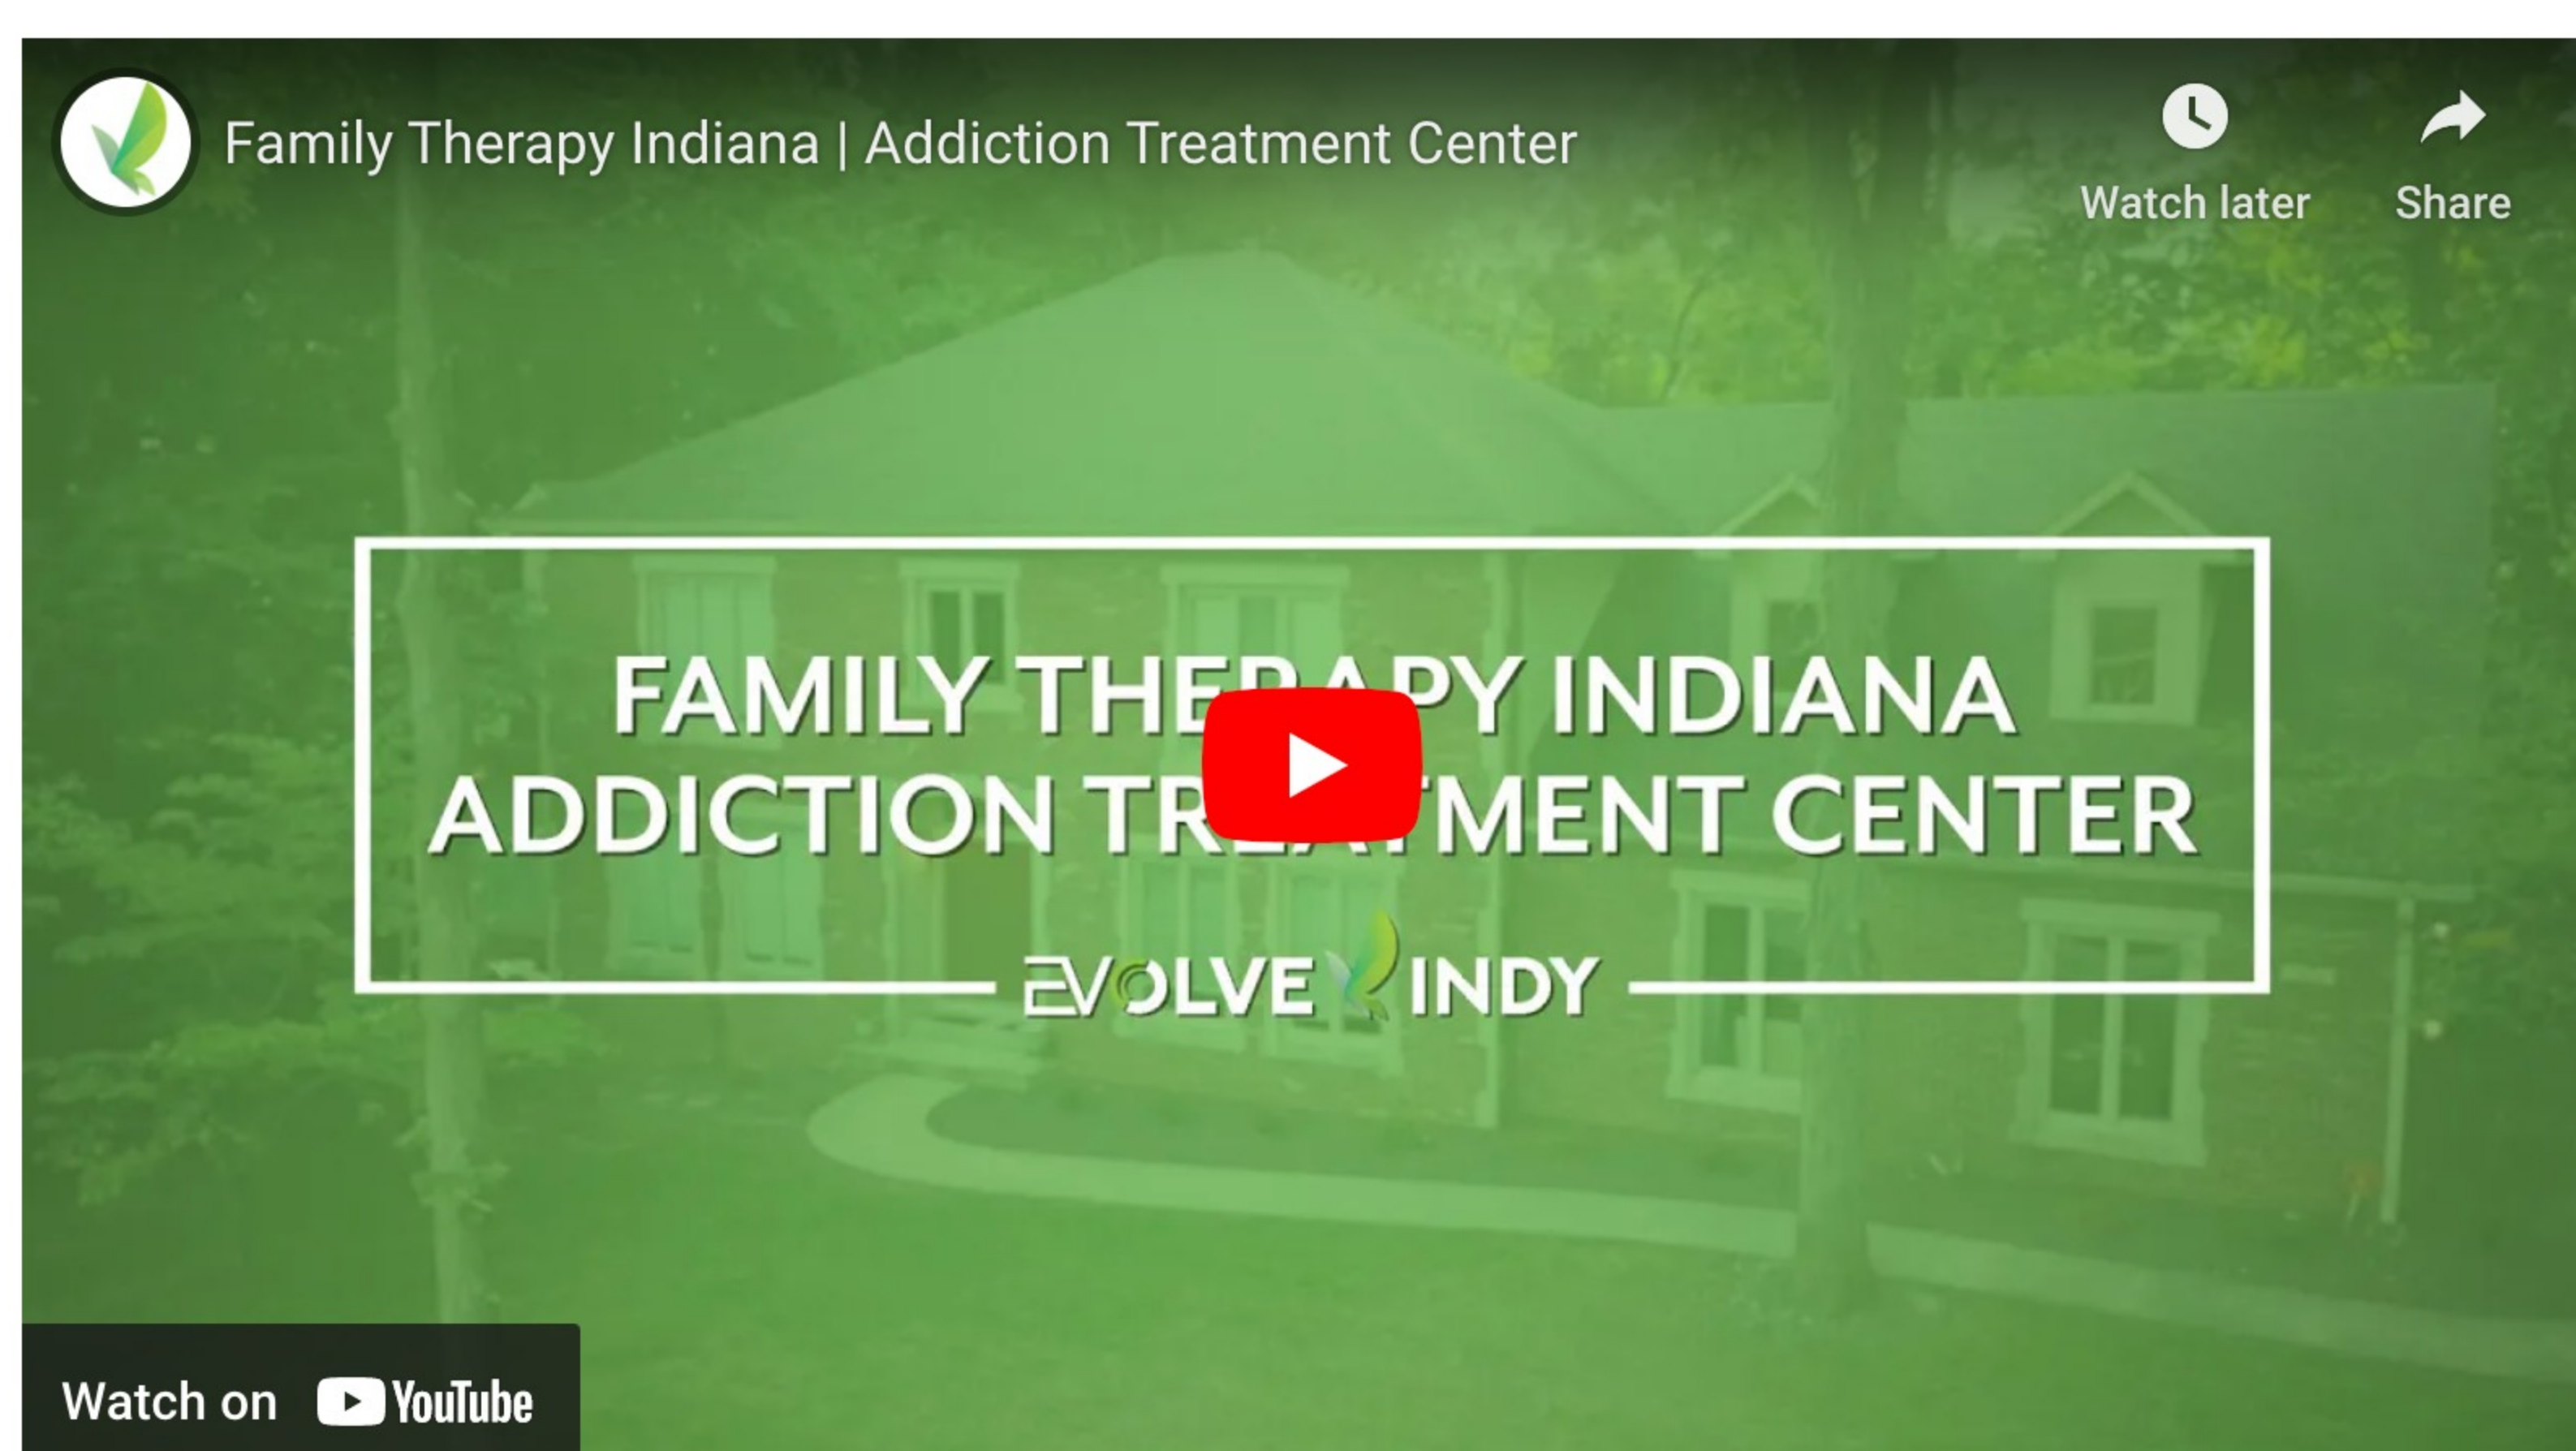 Family Therapy Indiana | Addiction Treatment Center
Watch later
Share
FAMILY THERAPY INDIANA
ADDICTION TREATMENT CENTER
EVOLVE INDY
Watch on YouTube